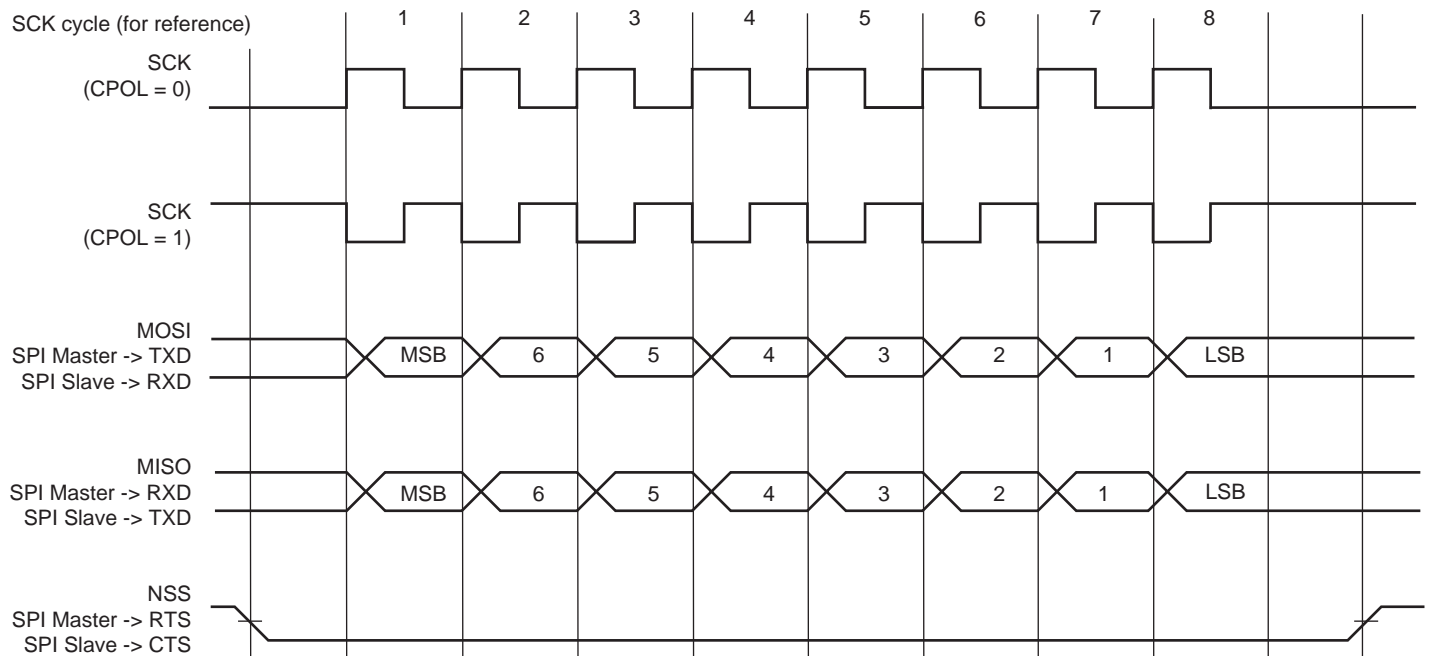 SCK cycle (for reference)
1 2 3 4 5 6 7 8
SCK
(CPOL = 0)
SCK
(CPOL = 1)
MOSI
SPI Master -> TXD
SPI Slave -> RXD
MSB 6 5 4 3 2 1 LSB
MISO
SPI Master -> RXD
SPI Slave -> TXD
MSB 6 5 4 3 2 1 LSB
NSS
SPI Master -> RTS
SPI Slave -> CTS